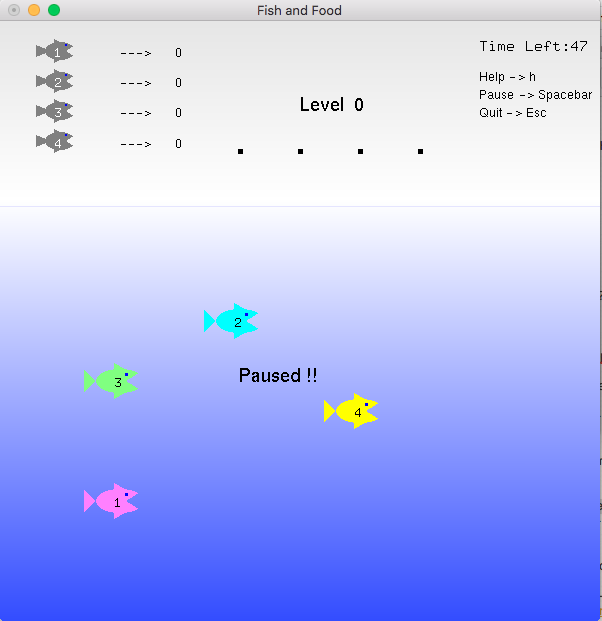 Fish and Food
1 ---> 0
2 ---> 0
3 ---> 0
4 ---> 0
Level 0
Time Left:47
Help -> h
Pause -> Spacebar
Quit -> Esc
2
3
Paused !!
4
1